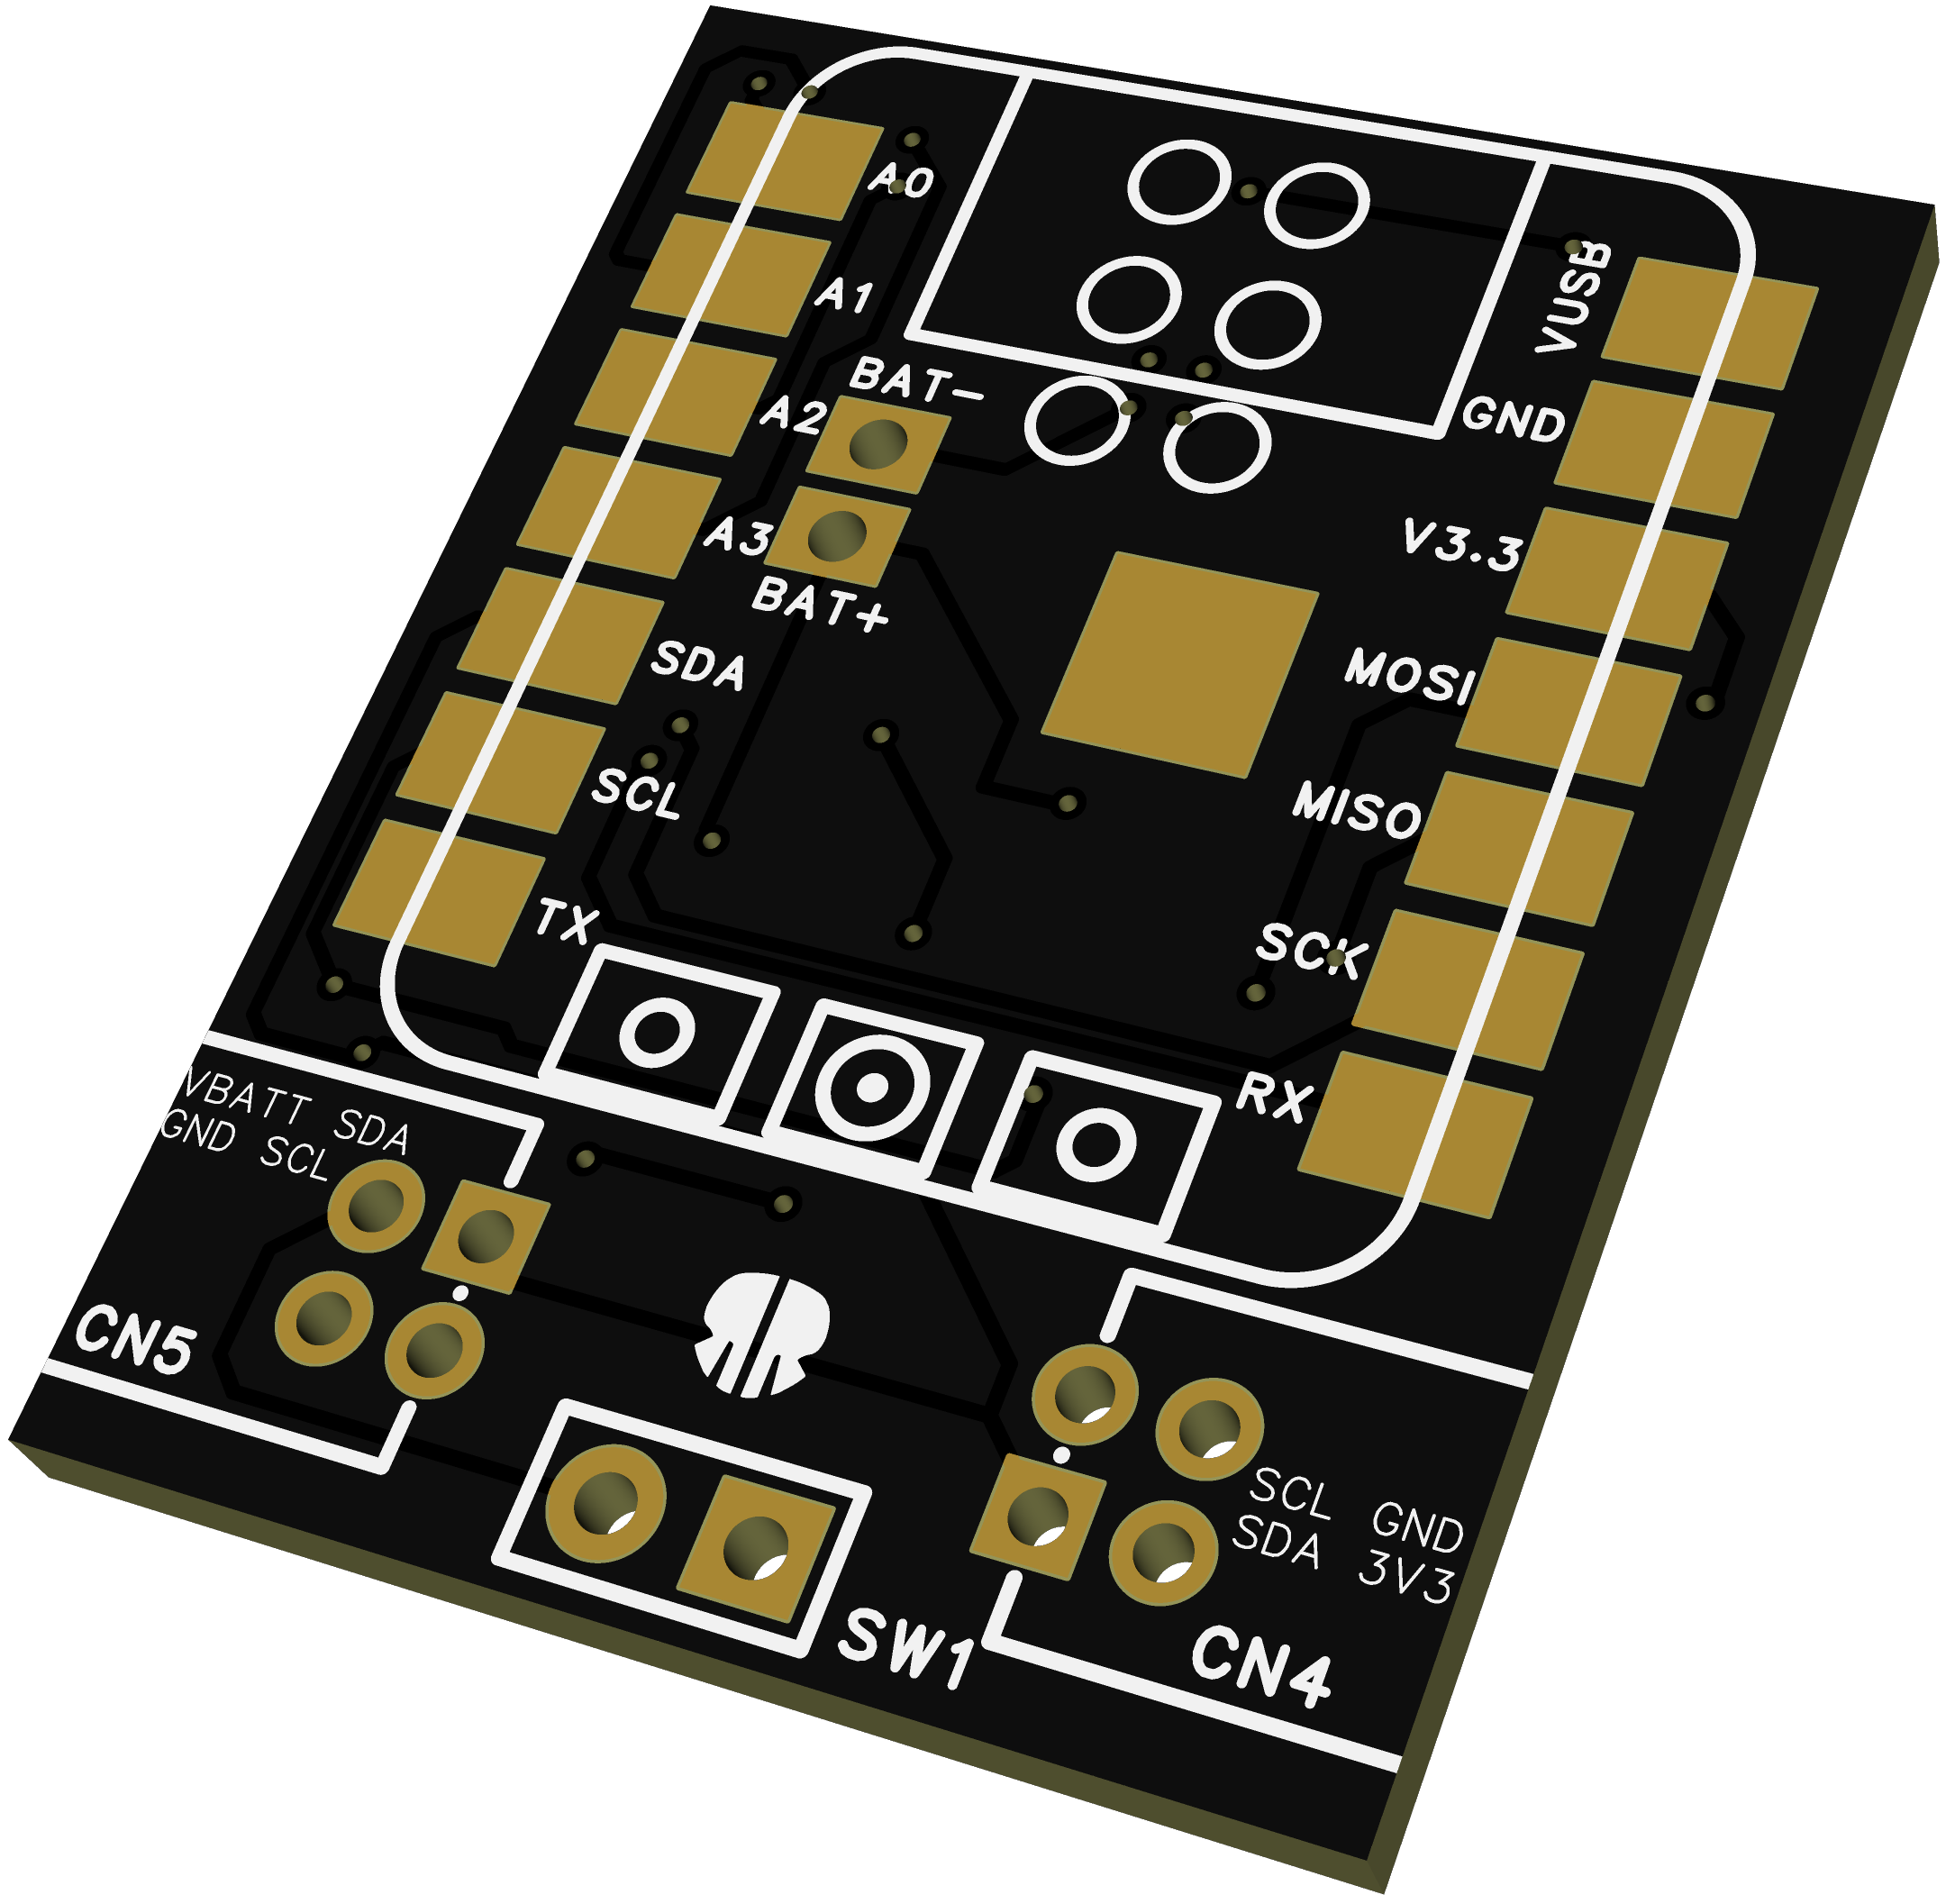 A0
A1
A2
A3
SDA
SCL
TX
BAT-
BAT+
VUSB
GND
V3.3
MOSI
MISO
SCK
RX
VBATT SDA
GND SCL
CN5
SW1
SCL GND
SDA 3V3
CN4